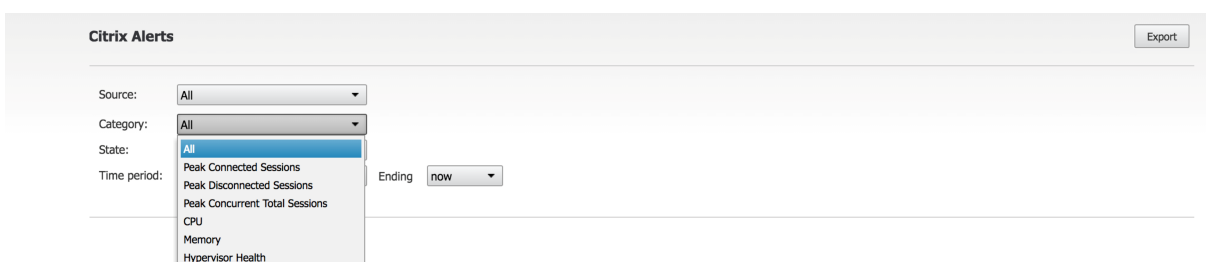 Citrix Alerts
Export
Source: All
Category: All
State: All
Peak Connected Sessions
Time period: Peak Disconnected Sessions Ending now
Peak Concurrent Total Sessions
CPU
Memory
Hypervisor Health